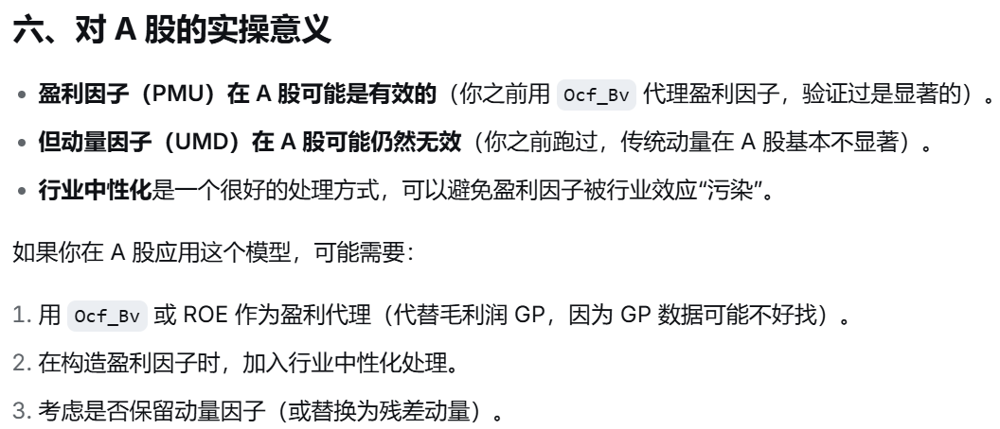 六、对 A 股的实操意义
• 盈利因子（PMU）在 A 股可能是有效的（你之前用 Ocf_Bv 代理盈利因子，验证过是显著的）。
• 但动量因子（UMD）在 A 股可能仍然无效（你之前跑过，传统动量在 A 股基本不显著）。
• 行业中性化是一个很好的处理方式，可以避免盈利因子被行业效应“污染”。
如果你在 A 股应用这个模型，可能需要：
1. 用 Ocf_Bv 或 ROE 作为盈利代理（代替毛利润 GP，因为 GP 数据可能不好找）。
2. 在构造盈利因子时，加入行业中性化处理。
3. 考虑是否保留动量因子（或替换为残差动量）。